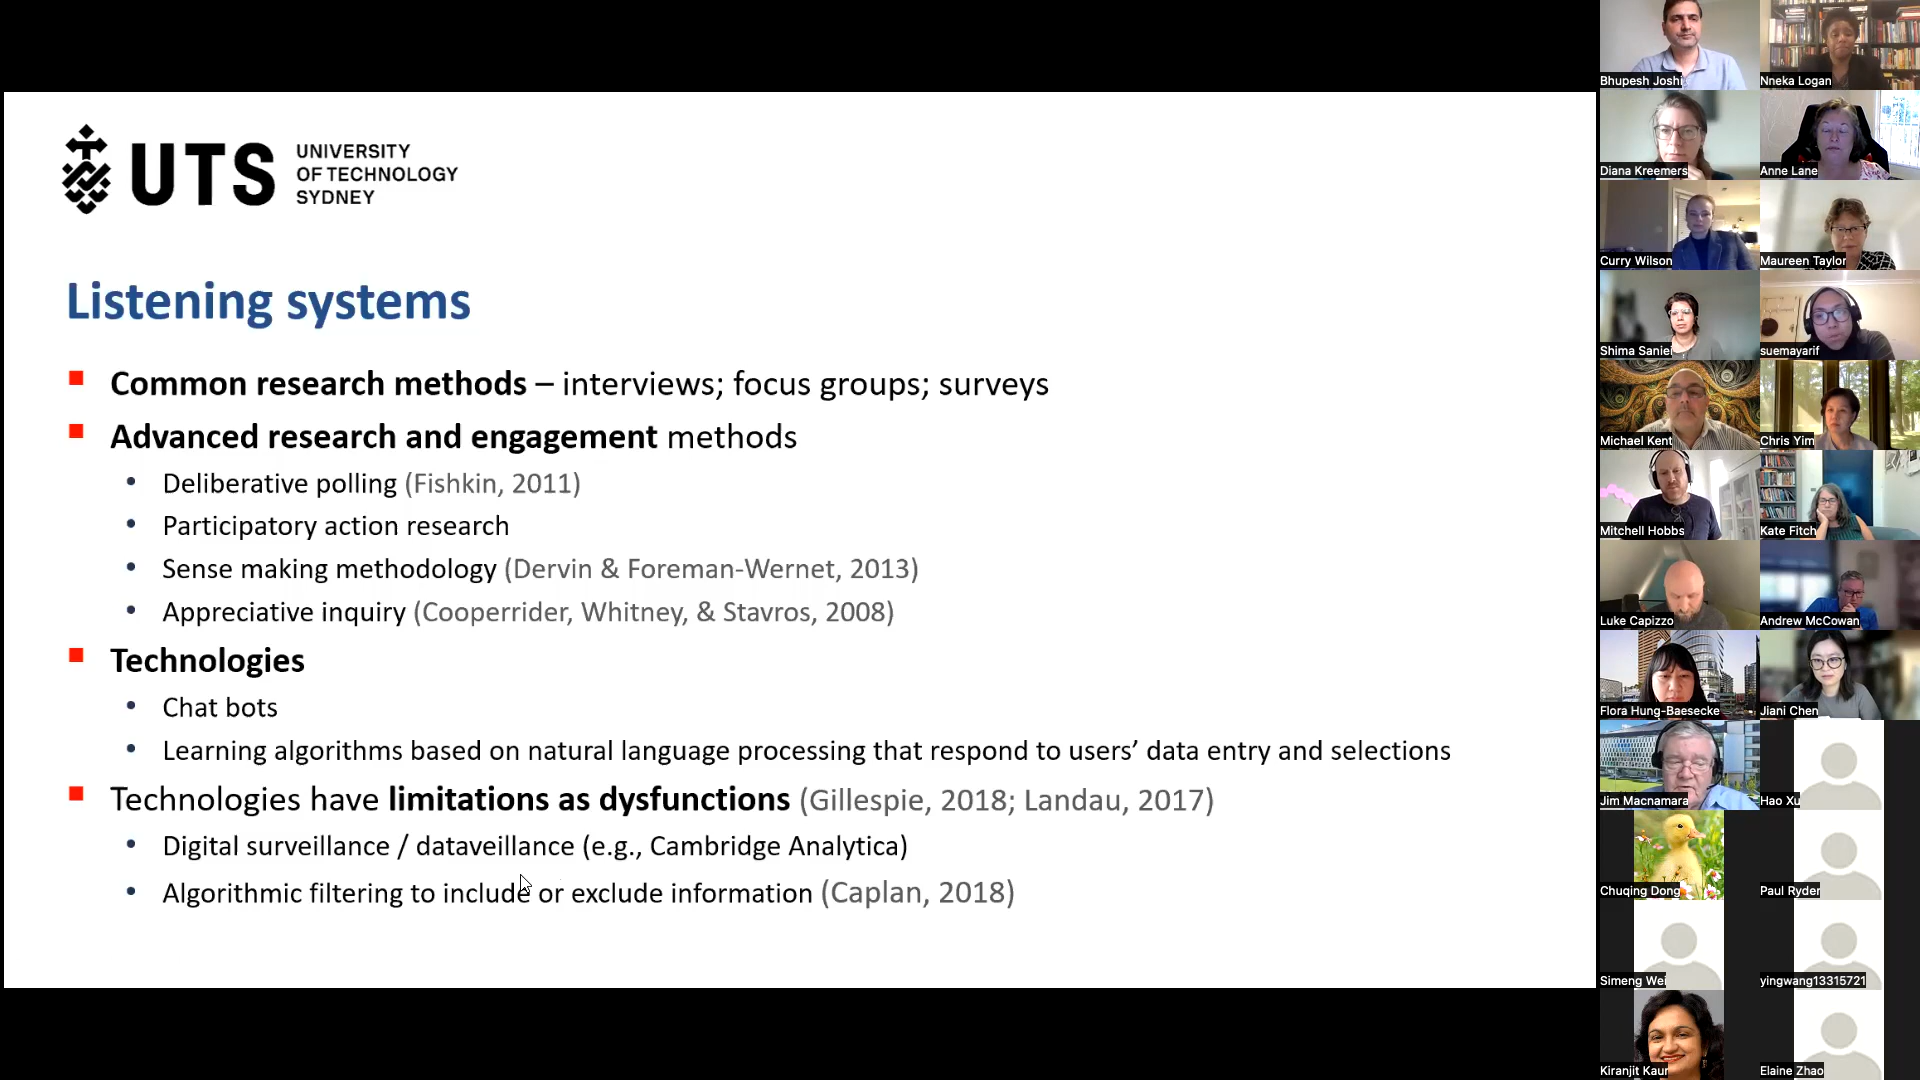 UTS
UNIVERSITY
OF TECHNOLOGY
SYDNEY
Listening systems
Common research methods – interviews; focus groups; surveys
Advanced research and engagement methods
Deliberative polling (Fishkin, 2011)
Participatory action research
Sense making methodology (Dervin & Foreman-Wernet, 2013)
Appreciative inquiry (Cooperrider, Whitney, & Stavros, 2008)
Technologies
Chat bots
Learning algorithms based on natural language processing that respond to users’ data entry and selections
Technologies have limitations as dysfunctions (Gillespie, 2018; Landau, 2017)
Digital surveillance / dataveillance (e.g., Cambridge Analytica)
Algorithmic filtering to include or exclude information (Caplan, 2018)
Bhupesh Joshi
Nneka Logan
Diana Kreemers
Anne Lane
Curry Wilson
Maureen Taylor
Shima Saniei
suemayarif
Michael Kent
Chris Yim
Mitchell Hobbs
Kate Fitch
Luke Capizzo
Andrew McCowan
Flora Hung-Baesecke
Jiani Chen
Jim Macnamara
Hao Xu
Chuqing Dong
Paul Ryder
Simeng Wei
yingwang13315721
Kiranjit Kaur
Elaine Zhao